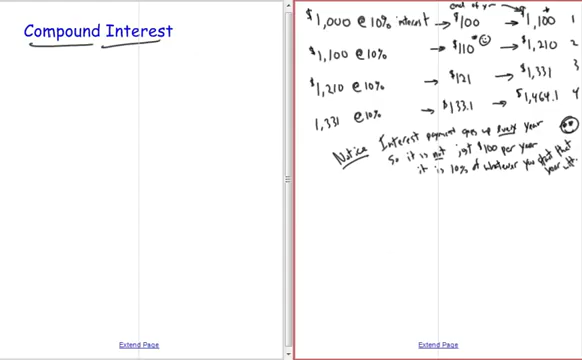 Compound Interest
end of yr
$1,000 @ 10% interest → $100 → $1,100 1
$1,100 @ 10% → $110 → $1,210 2
$1,210 @ 10% → $121 → $1,331 3
1,331 @ 10% → $133.1 → $1,464.1 4
Notice Interest payment goes up every year
So it is not just $100 per year
it is 10% of whatever you start that
year with.
Extend Page
Extend Page